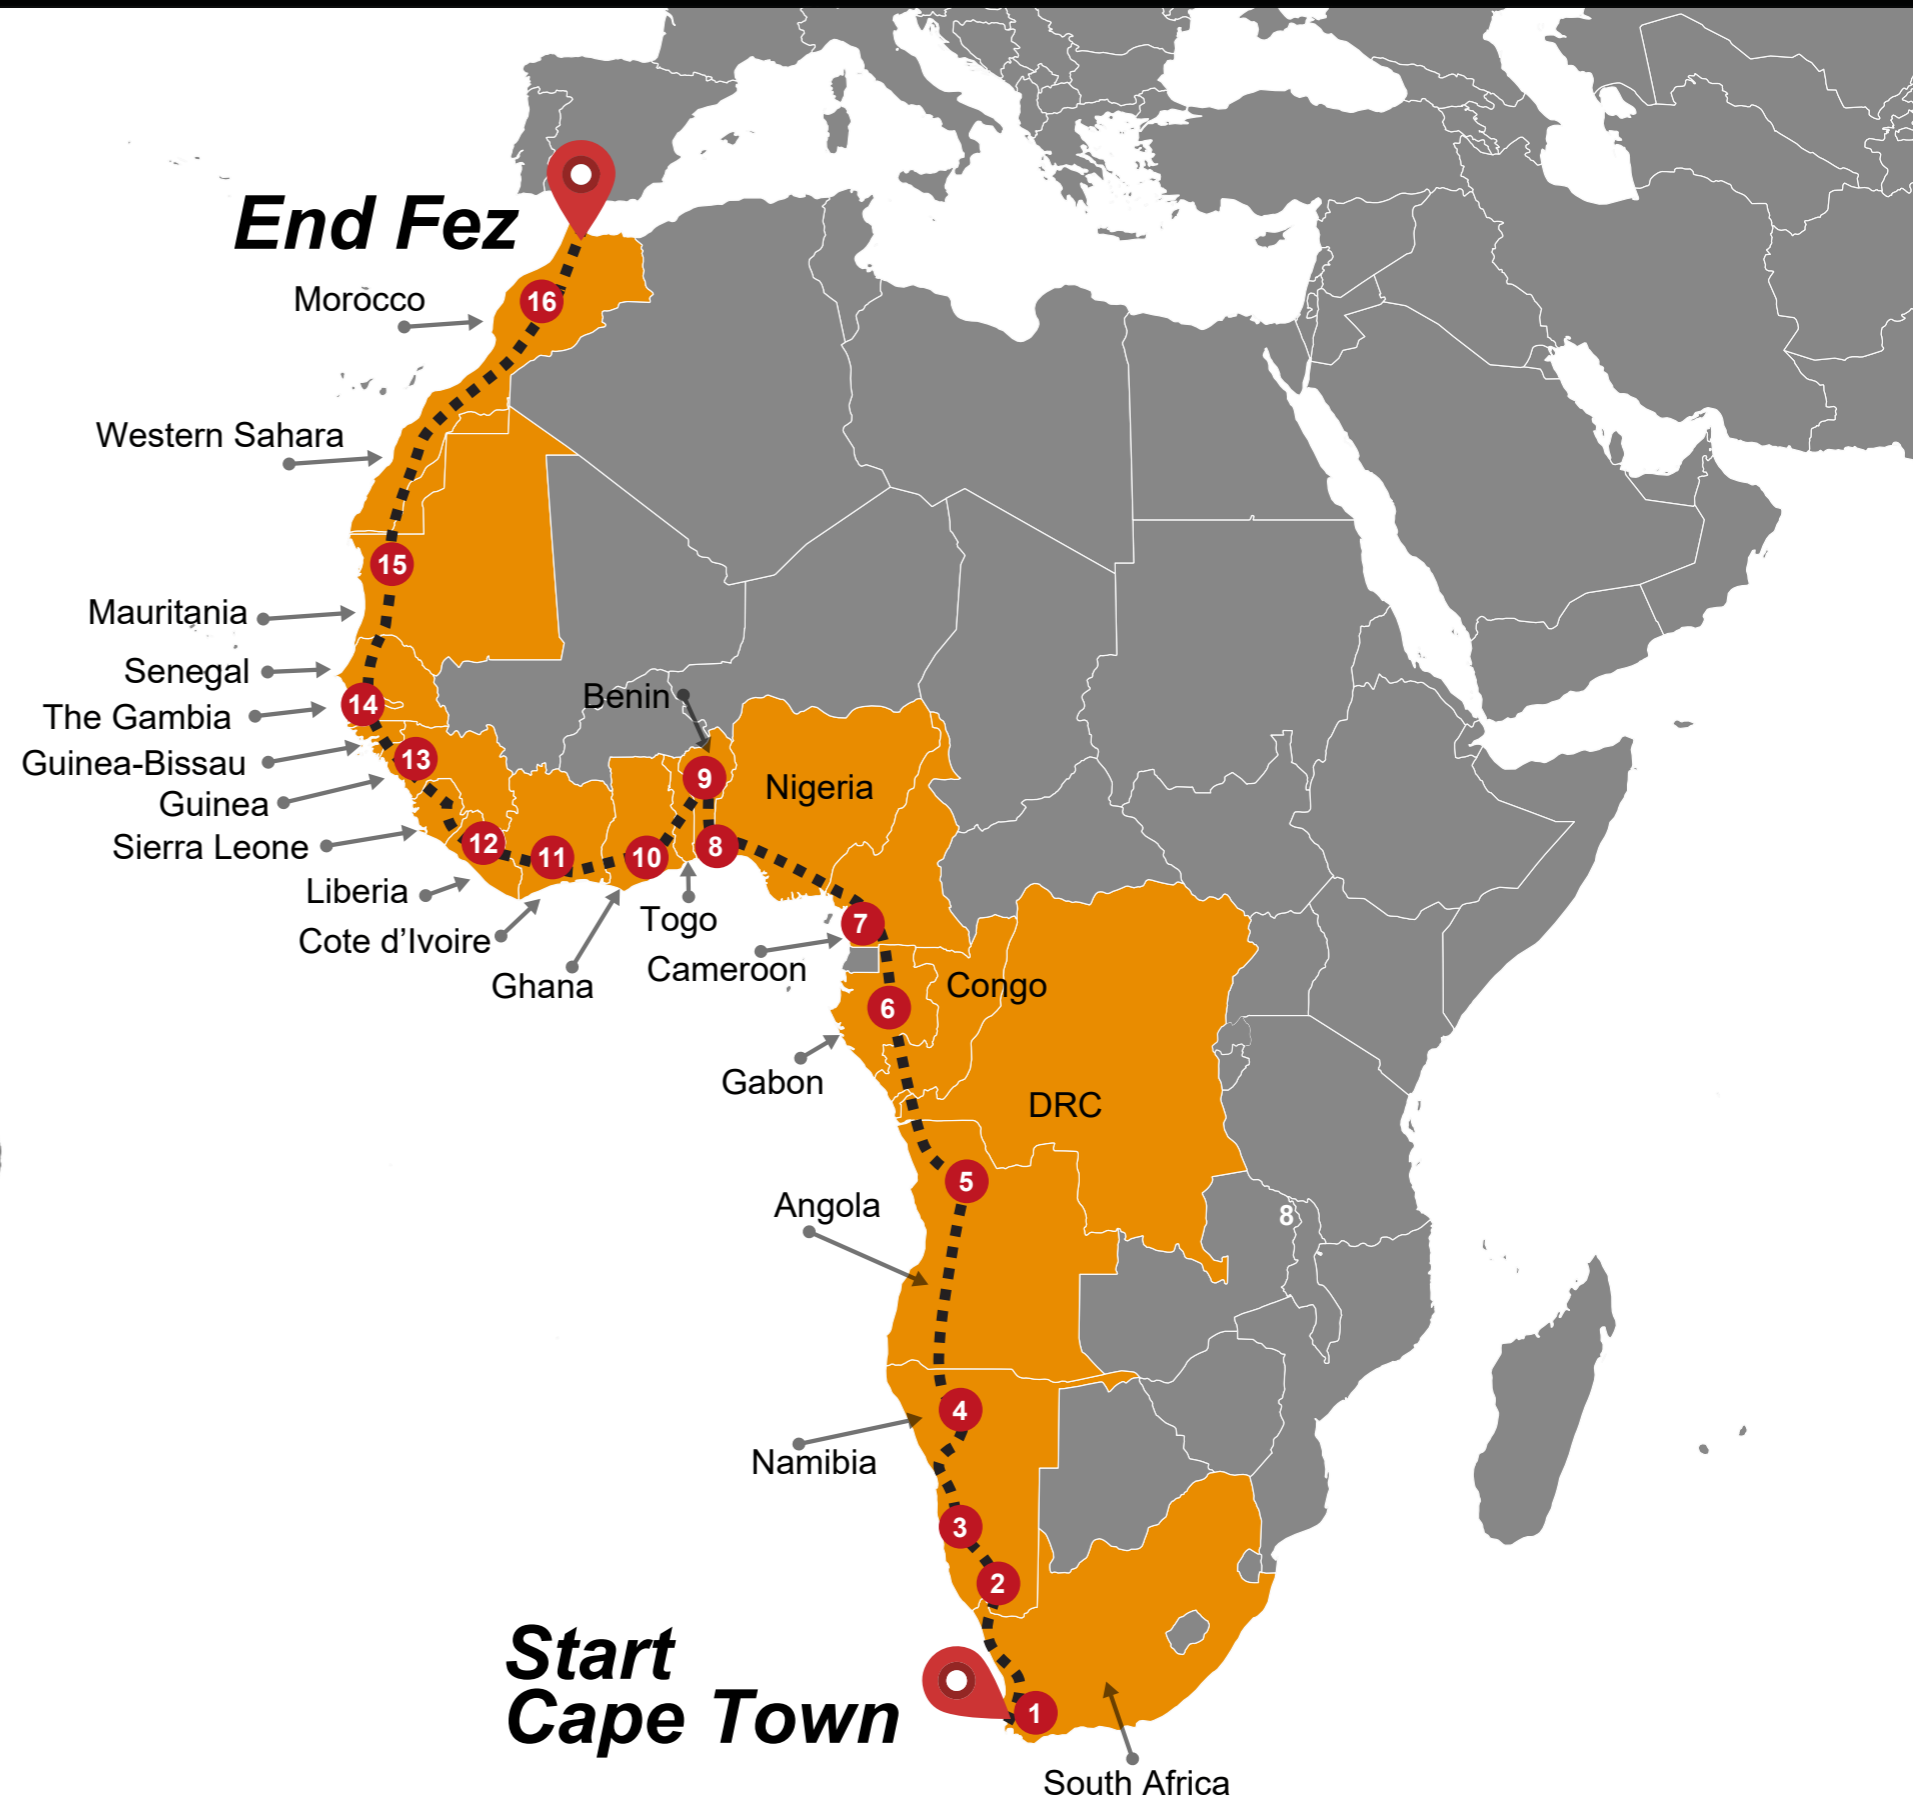 End Fez
16
Morocco
Western Sahara
15
Mauritania
Senegal
Benin
14
The Gambia
Guinea-Bissau
13
9
Nigeria
Guinea
Sierra Leone
12
11
10
8
Liberia
Togo
7
Cote d’Ivoire
Cameroon
Ghana
Congo
6
Gabon
DRC
5
Angola
8
4
Namibia
3
2
Start
Cape Town
1
South Africa